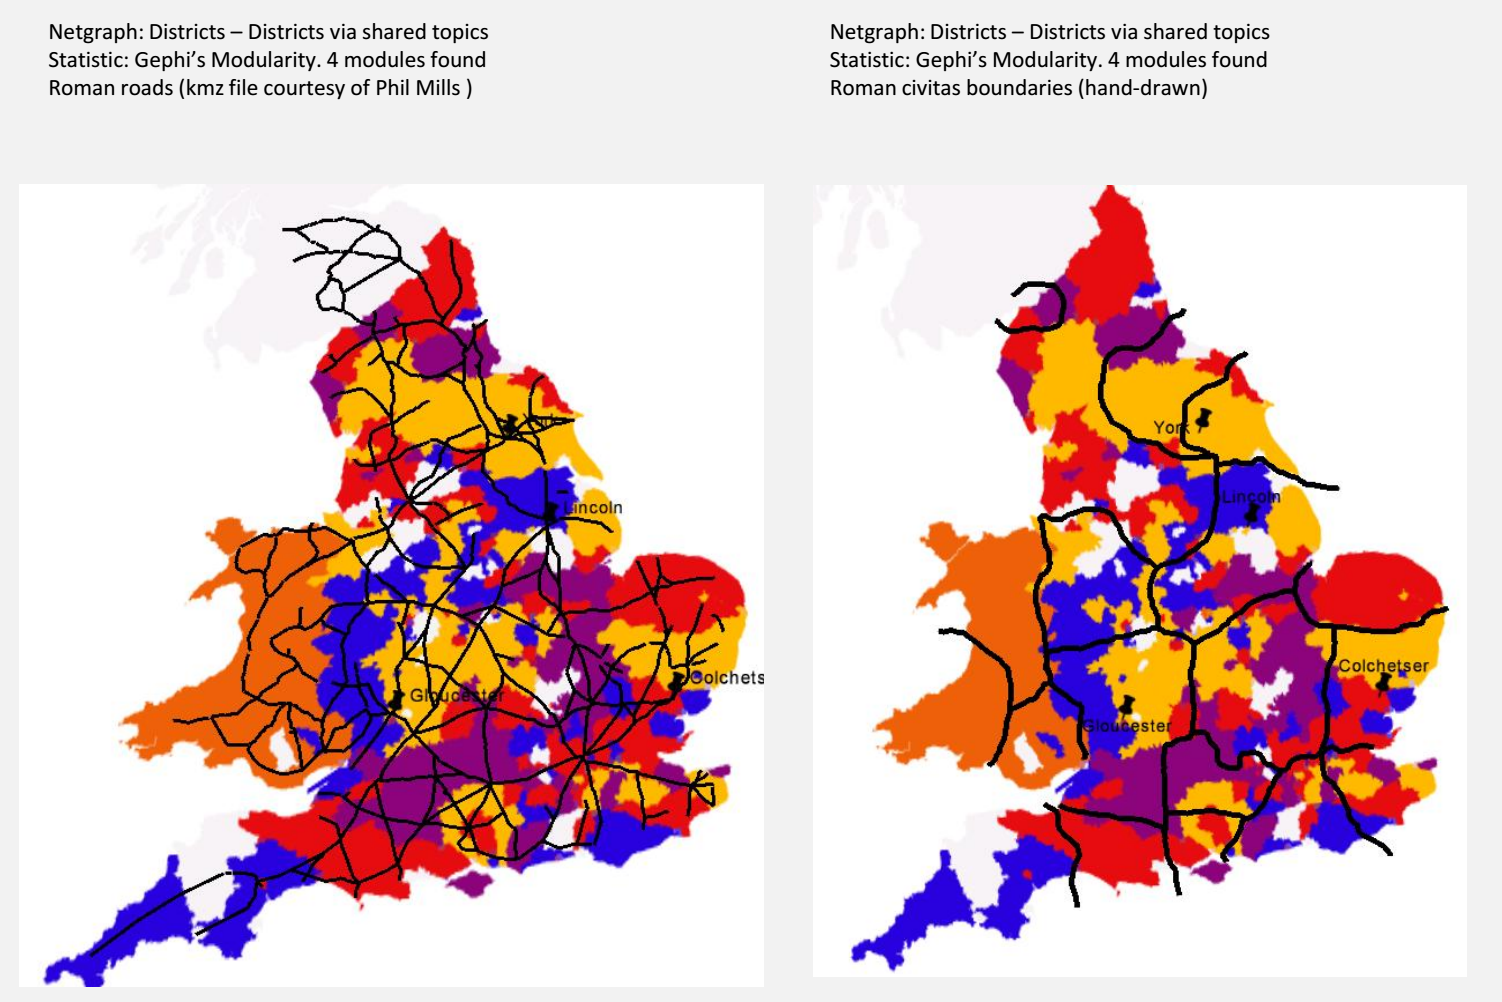 Netgraph: Districts – Districts via shared topics
Statistic: Gephi's Modularity. 4 modules found
Roman roads (kmz file courtesy of Phil Mills )
Netgraph: Districts – Districts via shared topics
Statistic: Gephi's Modularity. 4 modules found
Roman civitas boundaries (hand-drawn)
York
Lincoln
Gloucester
Colchets
York
Lincoln
Colchetser
Gloucester